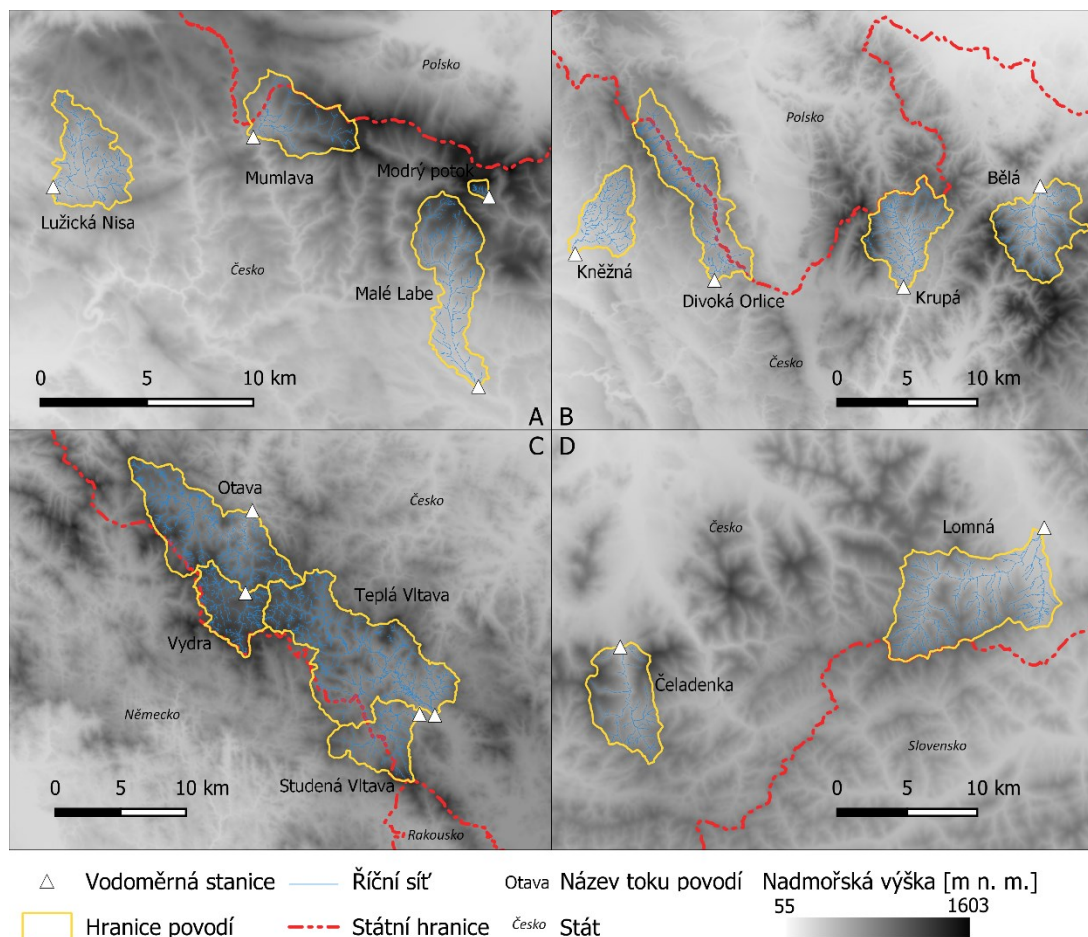 Polsko
Mumlava
Modrý potok
Lužická Nisa
Česko
Malé Labe
0 5 10 km
A
Polsko
Bělá
Kněžná
Divoká Orlice
Krupá
Česko
0 5 10 km
B
C
Otava
Česko
Teplá Vltava
Vydra
Německo
Studená Vltava
Rakousko
0 5 10 km
D
Česko
Lomná
Čeladenka
Slovensko
0 5 10 km
Vodoměrná stanice
Říční síť
Otava Název toku povodí
Nadmořská výška [m n. m.]
55 1603
Hranice povodí
Státní hranice
Česko Stát